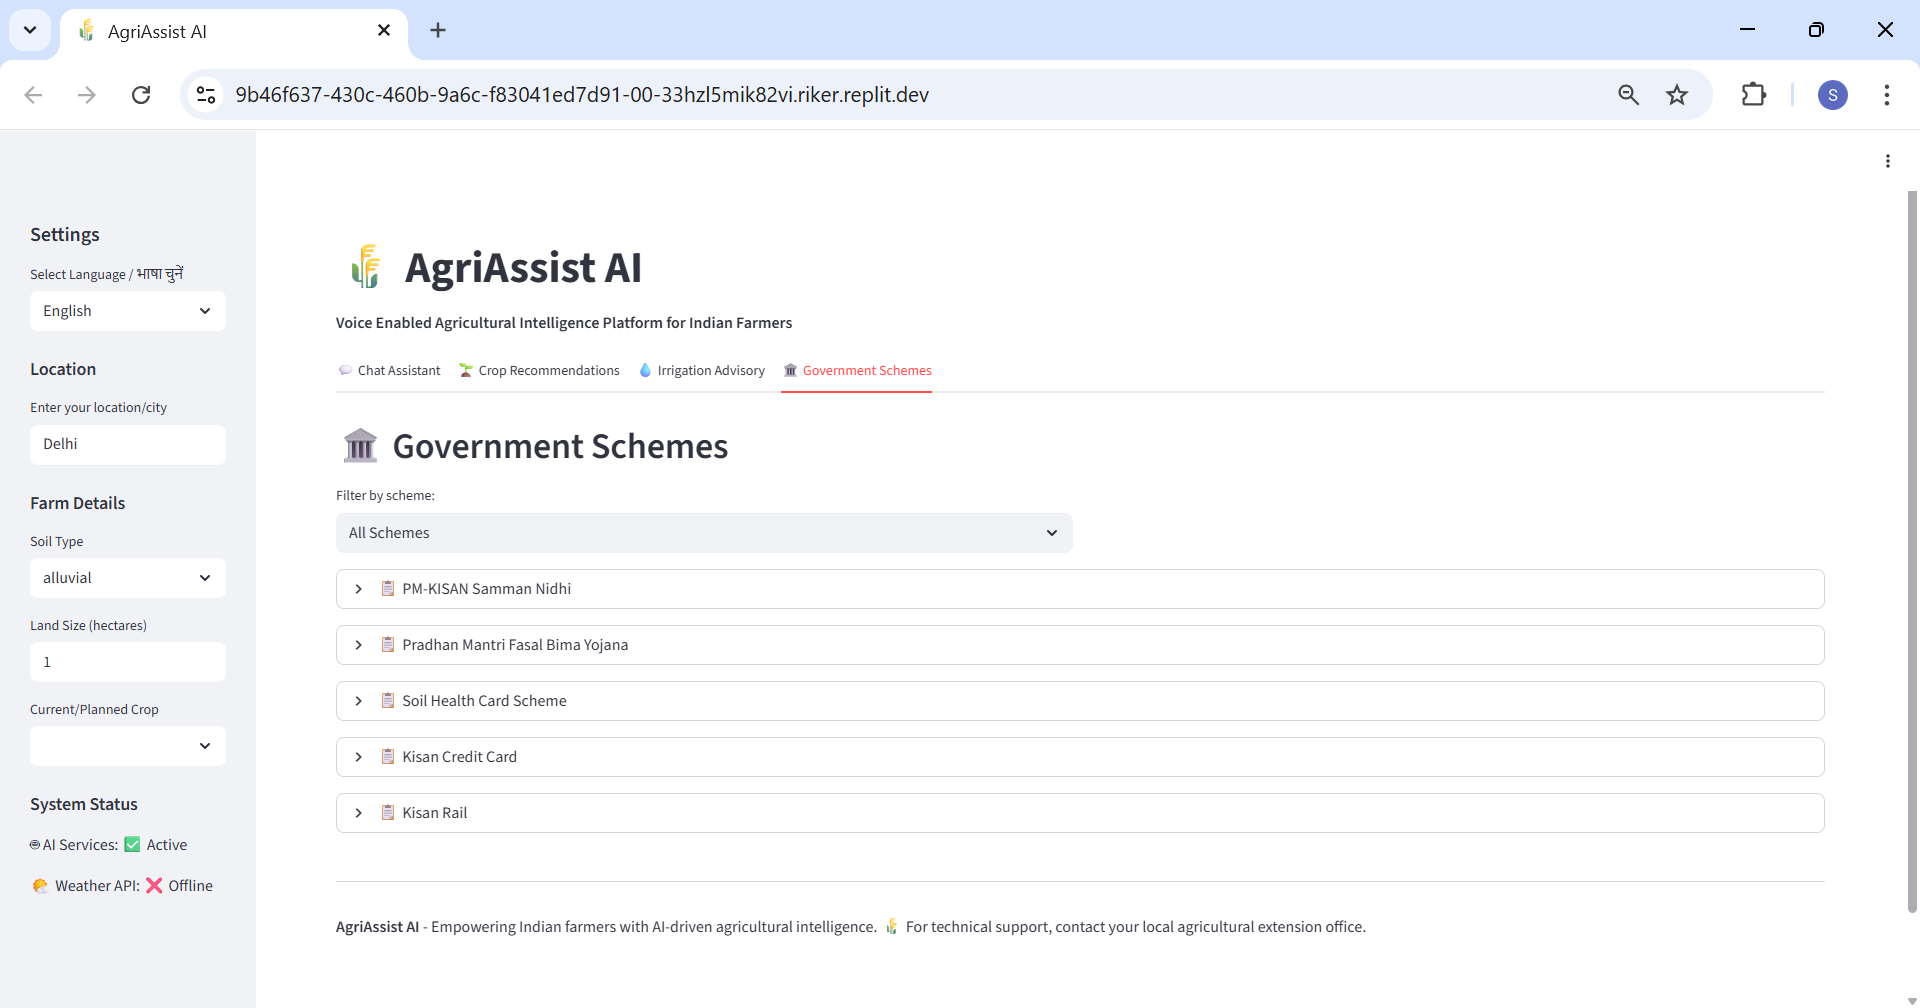 AgriAssist AI
9b46f637-430c-460b-9a6c-f83041ed7d91-00-33hzl5mik82vi.riker.replit.dev
S
Settings
Select Language / भाषा चुनें
English
Location
Enter your location/city
Delhi
Farm Details
Soil Type
alluvial
Land Size (hectares)
1
Current/Planned Crop
System Status
AI Services: ✅ Active
Weather API: ❌ Offline
AgriAssist AI
Voice Enabled Agricultural Intelligence Platform for Indian Farmers
Chat Assistant Crop Recommendations Irrigation Advisory Government Schemes
Government Schemes
Filter by scheme:
All Schemes
PM-KISAN Samman Nidhi
Pradhan Mantri Fasal Bima Yojana
Soil Health Card Scheme
Kisan Credit Card
Kisan Rail
AgriAssist AI - Empowering Indian farmers with AI-driven agricultural intelligence. For technical support, contact your local agricultural extension office.